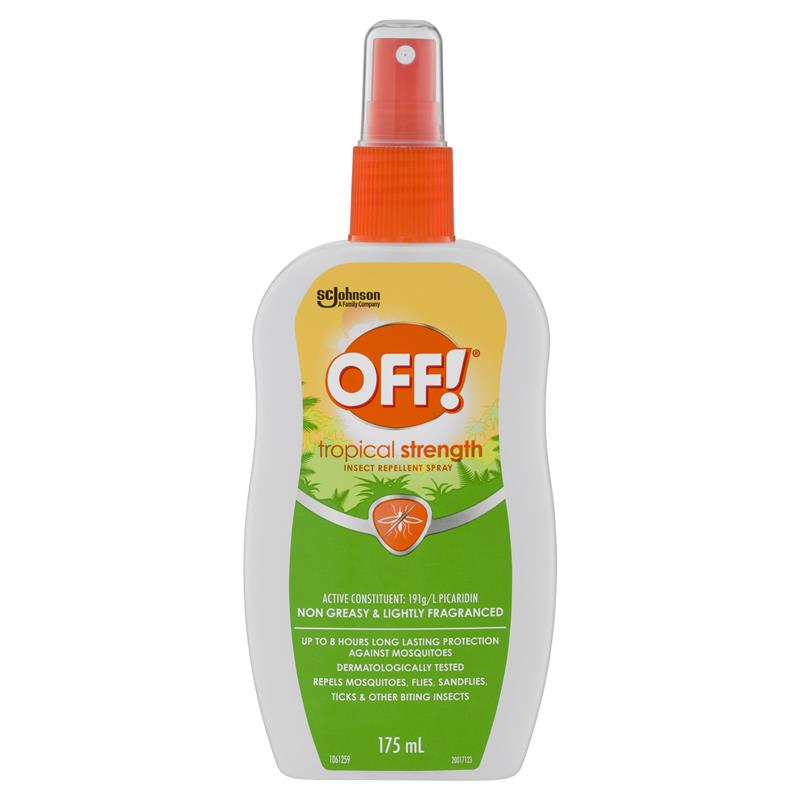 SCJohnson
A Family Company
OFF!®
tropical strength
INSECT REPELLENT SPRAY
ACTIVE CONSTITUENT: 191g/L PICARIDIN
NON GREASY & LIGHTLY FRAGRANCED
UP TO 8 HOURS LONG LASTING PROTECTION
AGAINST MOSQUITOES
DERMATOLOGICALLY TESTED
REPELS MOSQUITOES, FLIES, SANDFLIES,
TICKS & OTHER BITING INSECTS
175 mL
1061259 20017123